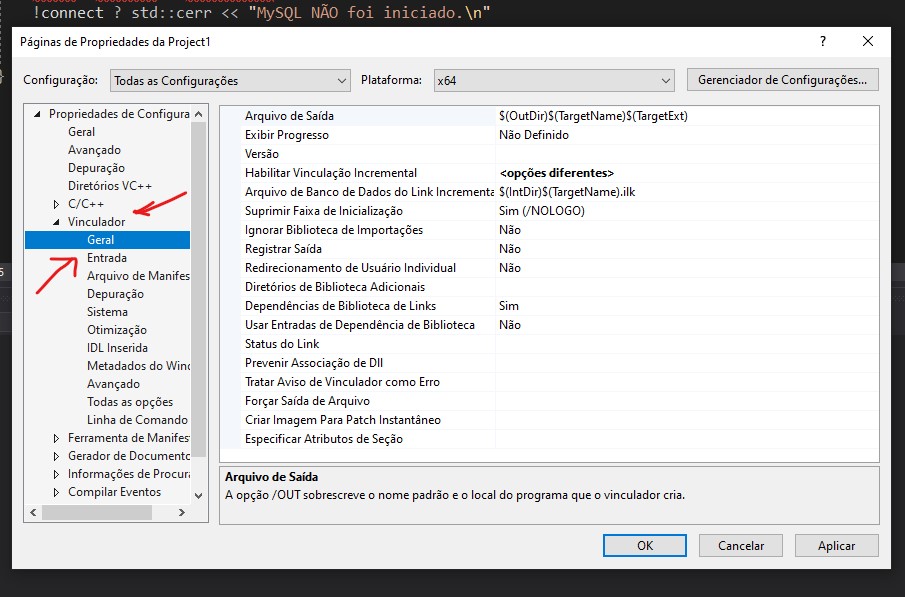 !connect ? std::cerr << "MySQL NÃO foi iniciado.\n"
Páginas de Propriedades da Project1
?
Configuração:
Todas as Configurações
Plataforma:
x64
Gerenciador de Configurações...
Propriedades de Configura
Geral
Avançado
Depuração
Diretórios VC++
C/C++
Vinculador
Geral
Entrada
Arquivo de Manifes
Depuração
Sistema
Otimização
IDL Inserida
Metadados do Winc
Avançado
Todas as opções
Linha de Comando
Ferramenta de Manifes
Gerador de Documento
Informações de Procura
Compilar Eventos
Arquivo de Saída $(OutDir)$(TargetName)$(TargetExt)
Exibir Progresso Não Definido
Versão
Habilitar Vinculação Incremental <opções diferentes>
Arquivo de Banco de Dados do Link Incrementa $(IntDir)$(TargetName).ilk
Suprimir Faixa de Inicialização Sim (/NOLOGO)
Ignorar Biblioteca de Importações Não
Registrar Saída Não
Redirecionamento de Usuário Individual Não
Diretórios de Biblioteca Adicionais
Dependências de Biblioteca de Links Sim
Usar Entradas de Dependência de Biblioteca Não
Status do Link
Prevenir Associação de Dll
Tratar Aviso de Vinculador como Erro
Forçar Saída de Arquivo
Criar Imagem Para Patch Instantâneo
Especificar Atributos de Seção
Arquivo de Saída
A opção /OUT sobrescreve o nome padrão e o local do programa que o vinculador cria.
OK
Cancelar
Aplicar